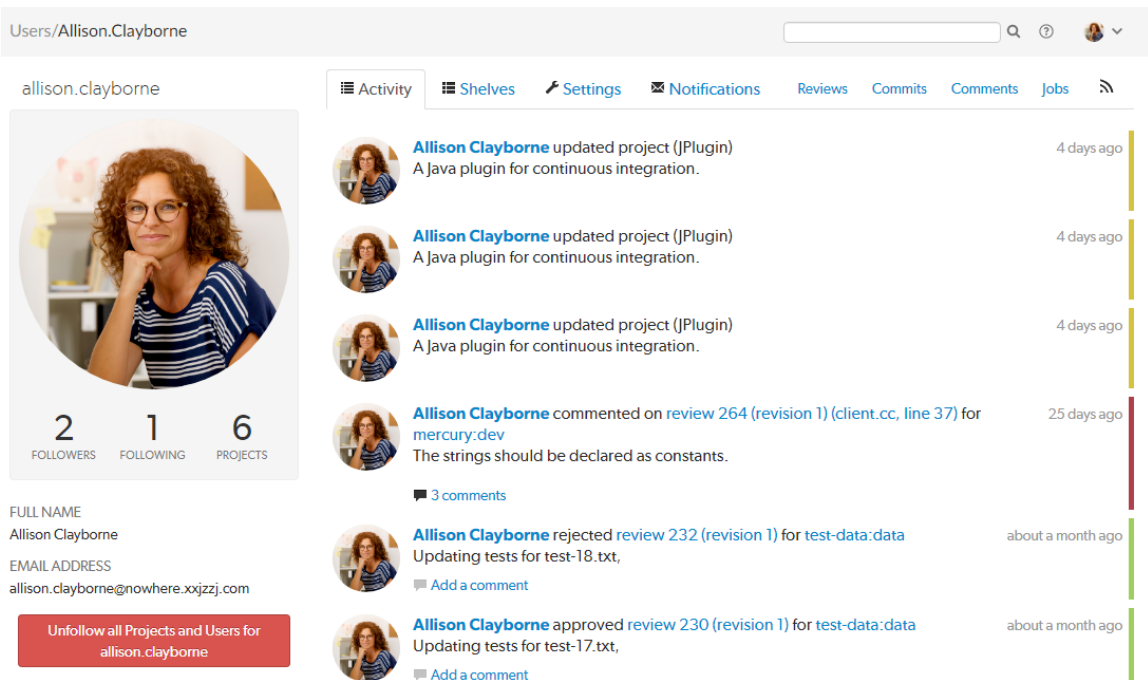 Users/Allison.Clayborne
allison.clayborne
2
FOLLOWERS
1
FOLLOWING
6
PROJECTS
FULL NAME
Allison Clayborne
EMAIL ADDRESS
allison.clayborne@nowhere.xxjzzj.com
Unfollow all Projects and Users for
allison.clayborne
Activity
Shelves
Settings
Notifications
Reviews
Commits
Comments
Jobs
Allison Clayborne updated project (JPlugin)
4 days ago
A Java plugin for continuous integration.
Allison Clayborne updated project (JPlugin)
4 days ago
A Java plugin for continuous integration.
Allison Clayborne updated project (JPlugin)
4 days ago
A Java plugin for continuous integration.
Allison Clayborne commented on review 264 (revision 1) (client.cc, line 37) for
25 days ago
mercury:dev
The strings should be declared as constants.
3 comments
Allison Clayborne rejected review 232 (revision 1) for test-data:data
about a month ago
Updating tests for test-18.txt,
Add a comment
Allison Clayborne approved review 230 (revision 1) for test-data:data
about a month ago
Updating tests for test-17.txt,
Add a comment